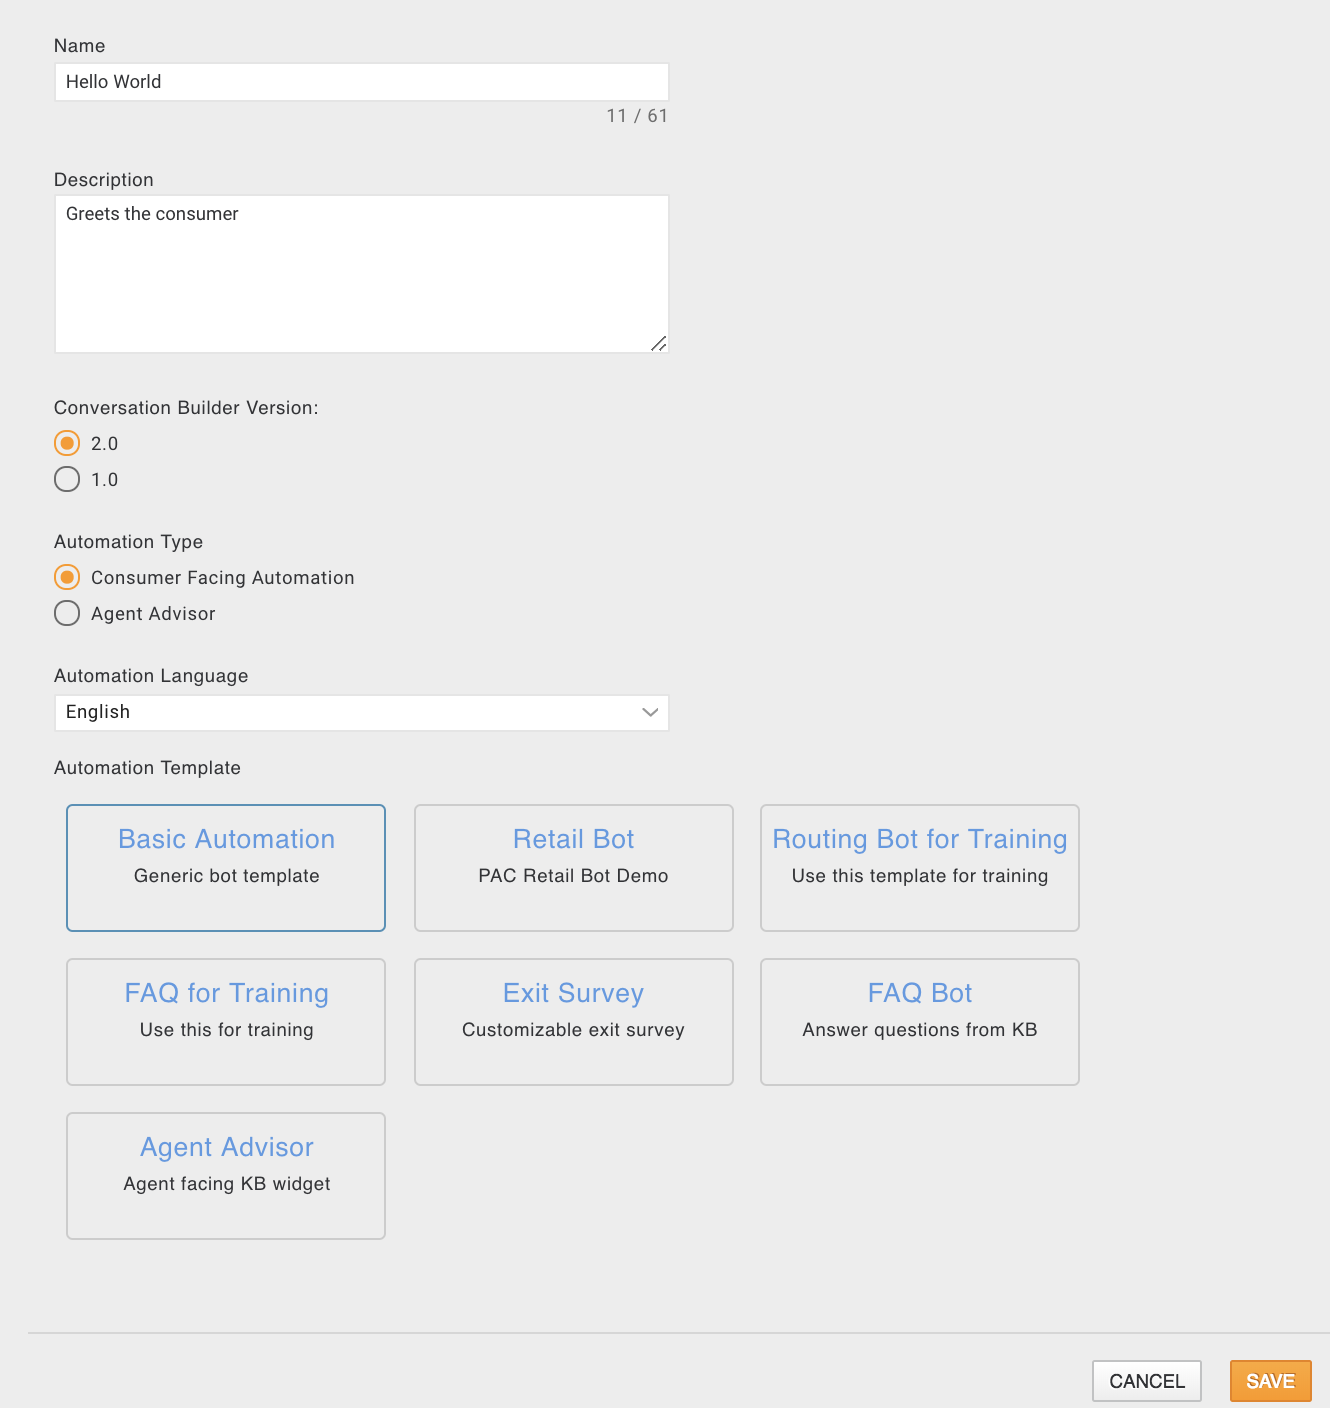 Name
Hello World
11 / 61
Description
Greets the consumer
Conversation Builder Version:
2.0
1.0
Automation Type
Consumer Facing Automation
Agent Advisor
Automation Language
English
Automation Template
Basic Automation
Generic bot template
Retail Bot
PAC Retail Bot Demo
Routing Bot for Training
Use this template for training
FAQ for Training
Use this for training
Exit Survey
Customizable exit survey
FAQ Bot
Answer questions from KB
Agent Advisor
Agent facing KB widget
CANCEL
SAVE